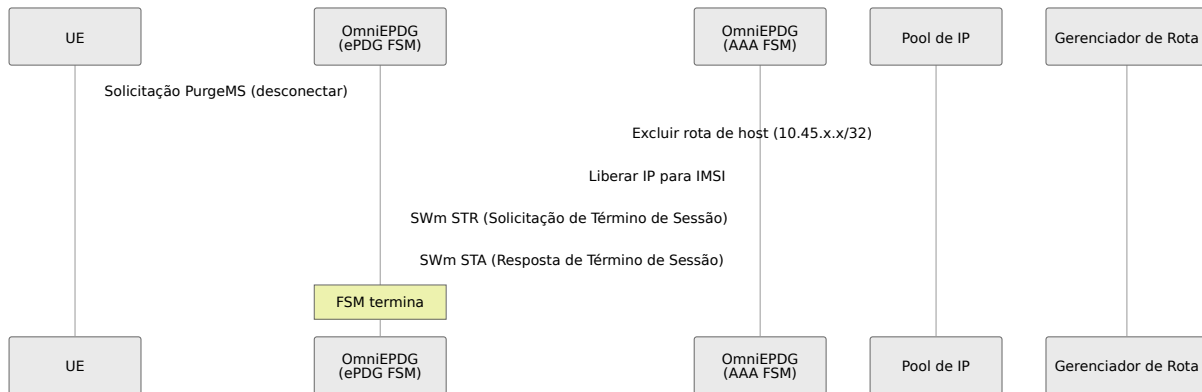 UE
OmniEPDG
(ePDG FSM)
OmniEPDG
(AAA FSM)
Pool de IP
Gerenciador de Rota
Solicitação PurgeMS (desconectar)
Excluir rota de host (10.45.x.x/32)
Liberar IP para IMSI
SWm STR (Solicitação de Término de Sessão)
SWm STA (Resposta de Término de Sessão)
FSM termina
UE
OmniEPDG
(ePDG FSM)
OmniEPDG
(AAA FSM)
Pool de IP
Gerenciador de Rota